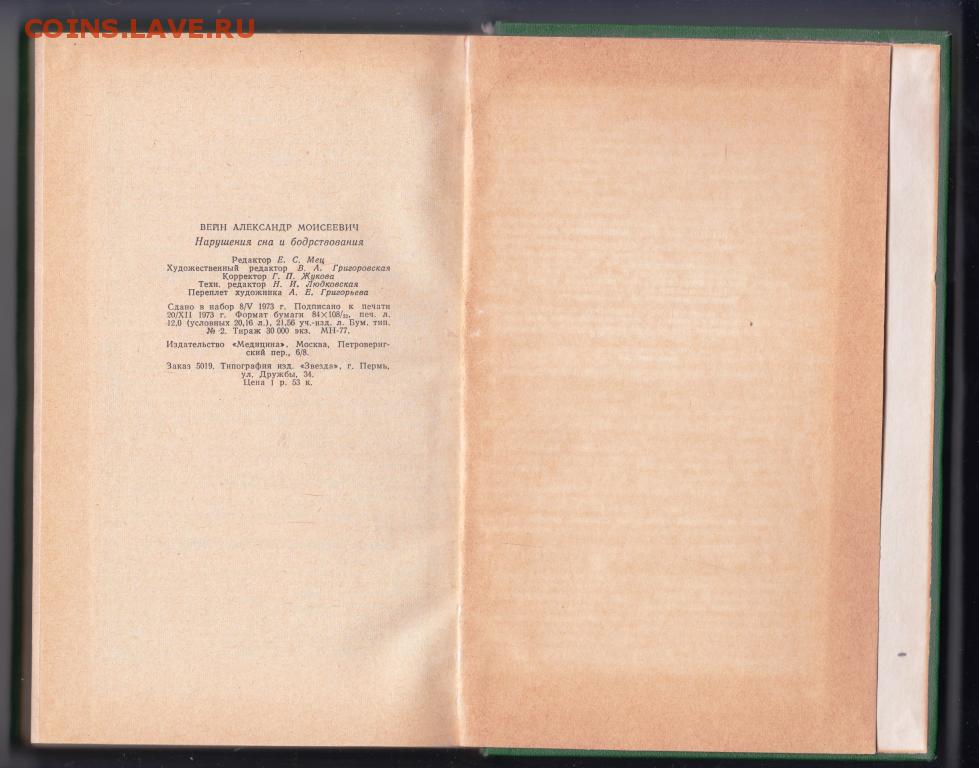 COINS.LAVE.RU
ВЕЙН АЛЕКСАНДР МОИСЕЕВИЧ
Нарушения сна и бодрствования
Редактор Е. С. Мец
Художественный редактор В. А. Григоровская
Корректор Г. П. Жукова
Техн. редактор Н. И. Людковская
Переплет художника А. Е. Григорьева
Сдано в набор 8/V 1973 г. Подписано к печати
20/XII 1973 г. Формат бумаги 84×108/₃₂. печ. л.
12,0 (условных 20,16 л.), 21,56 уч.-изд. л. Бум. тип.
№ 2. Тираж 30 000 экз. МН-77.
Издательство «Медицина». Москва, Петровериг-
ский пер., 6/8.
Заказ 5019. Типография изд. «Звезда», г. Пермь,
ул. Дружбы, 34.
Цена 1 р. 53 к.